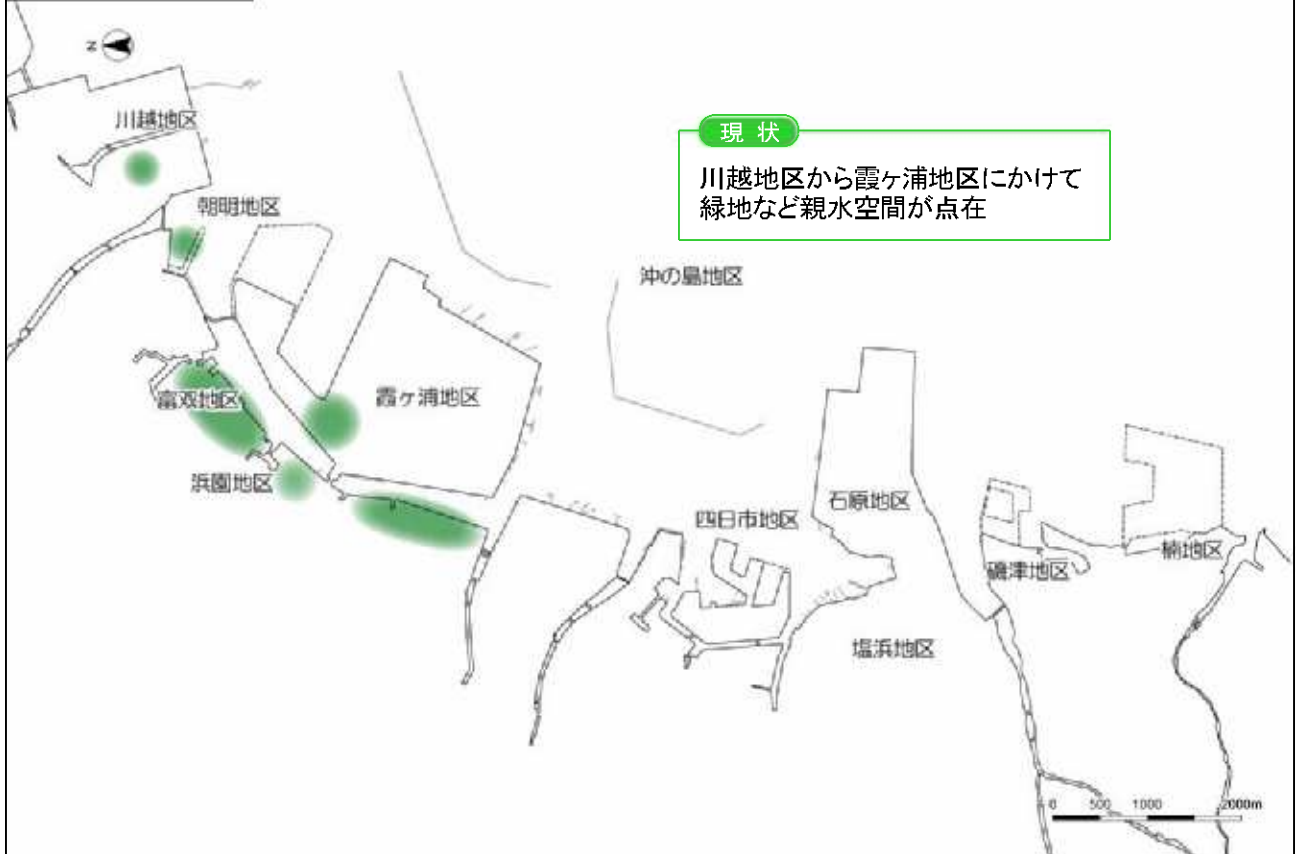 N
川越地区
現 状
川越地区から霞ヶ浦地区にかけて
緑地など親水空間が点在
朝明地区
沖の島地区
富双地区
霞ヶ浦地区
浜園地区
四日市地区
石原地区
磯津地区
楠地区
塩浜地区
0 500 1000 2000m